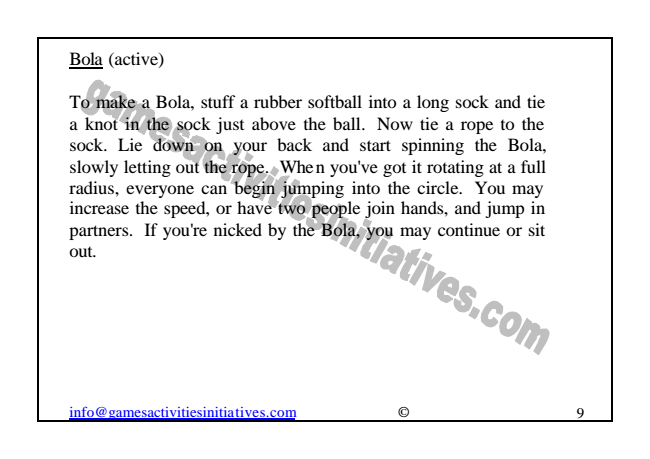 Bola (active)
To make a Bola, stuff a rubber softball into a long sock and tie
a knot in the sock just above the ball. Now tie a rope to the
sock. Lie down on your back and start spinning the Bola,
slowly letting out the rope. When you've got it rotating at a full
radius, everyone can begin jumping into the circle. You may
increase the speed, or have two people join hands, and jump in
partners. If you're nicked by the Bola, you may continue or sit
out.
gamesactivitiesinitiatives.com
info@gamesactivitiesinitiatives.com © 9